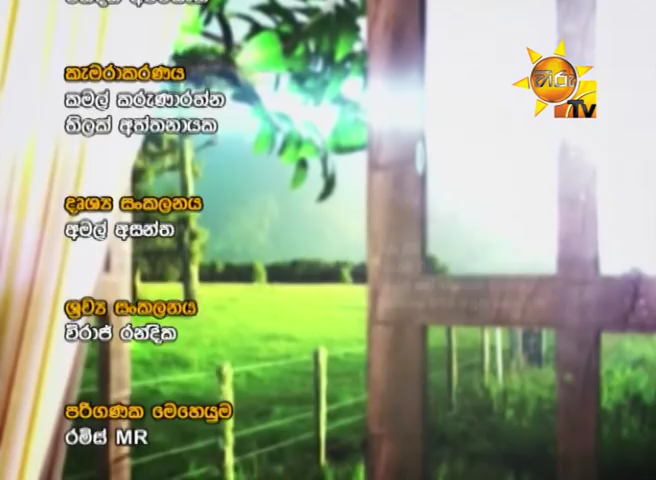 කැමරාකරණය
කමල් කරුණාරත්න
තිලක් අත්තනායක
දෘශ්‍ය සංකලනය
අමල් අසන්ත
ශ්‍රව්‍ය සංකලනය
විරාජ් රන්දික
පරිගණක මෙහෙයුම
රමිස් MR
හිරු
TV